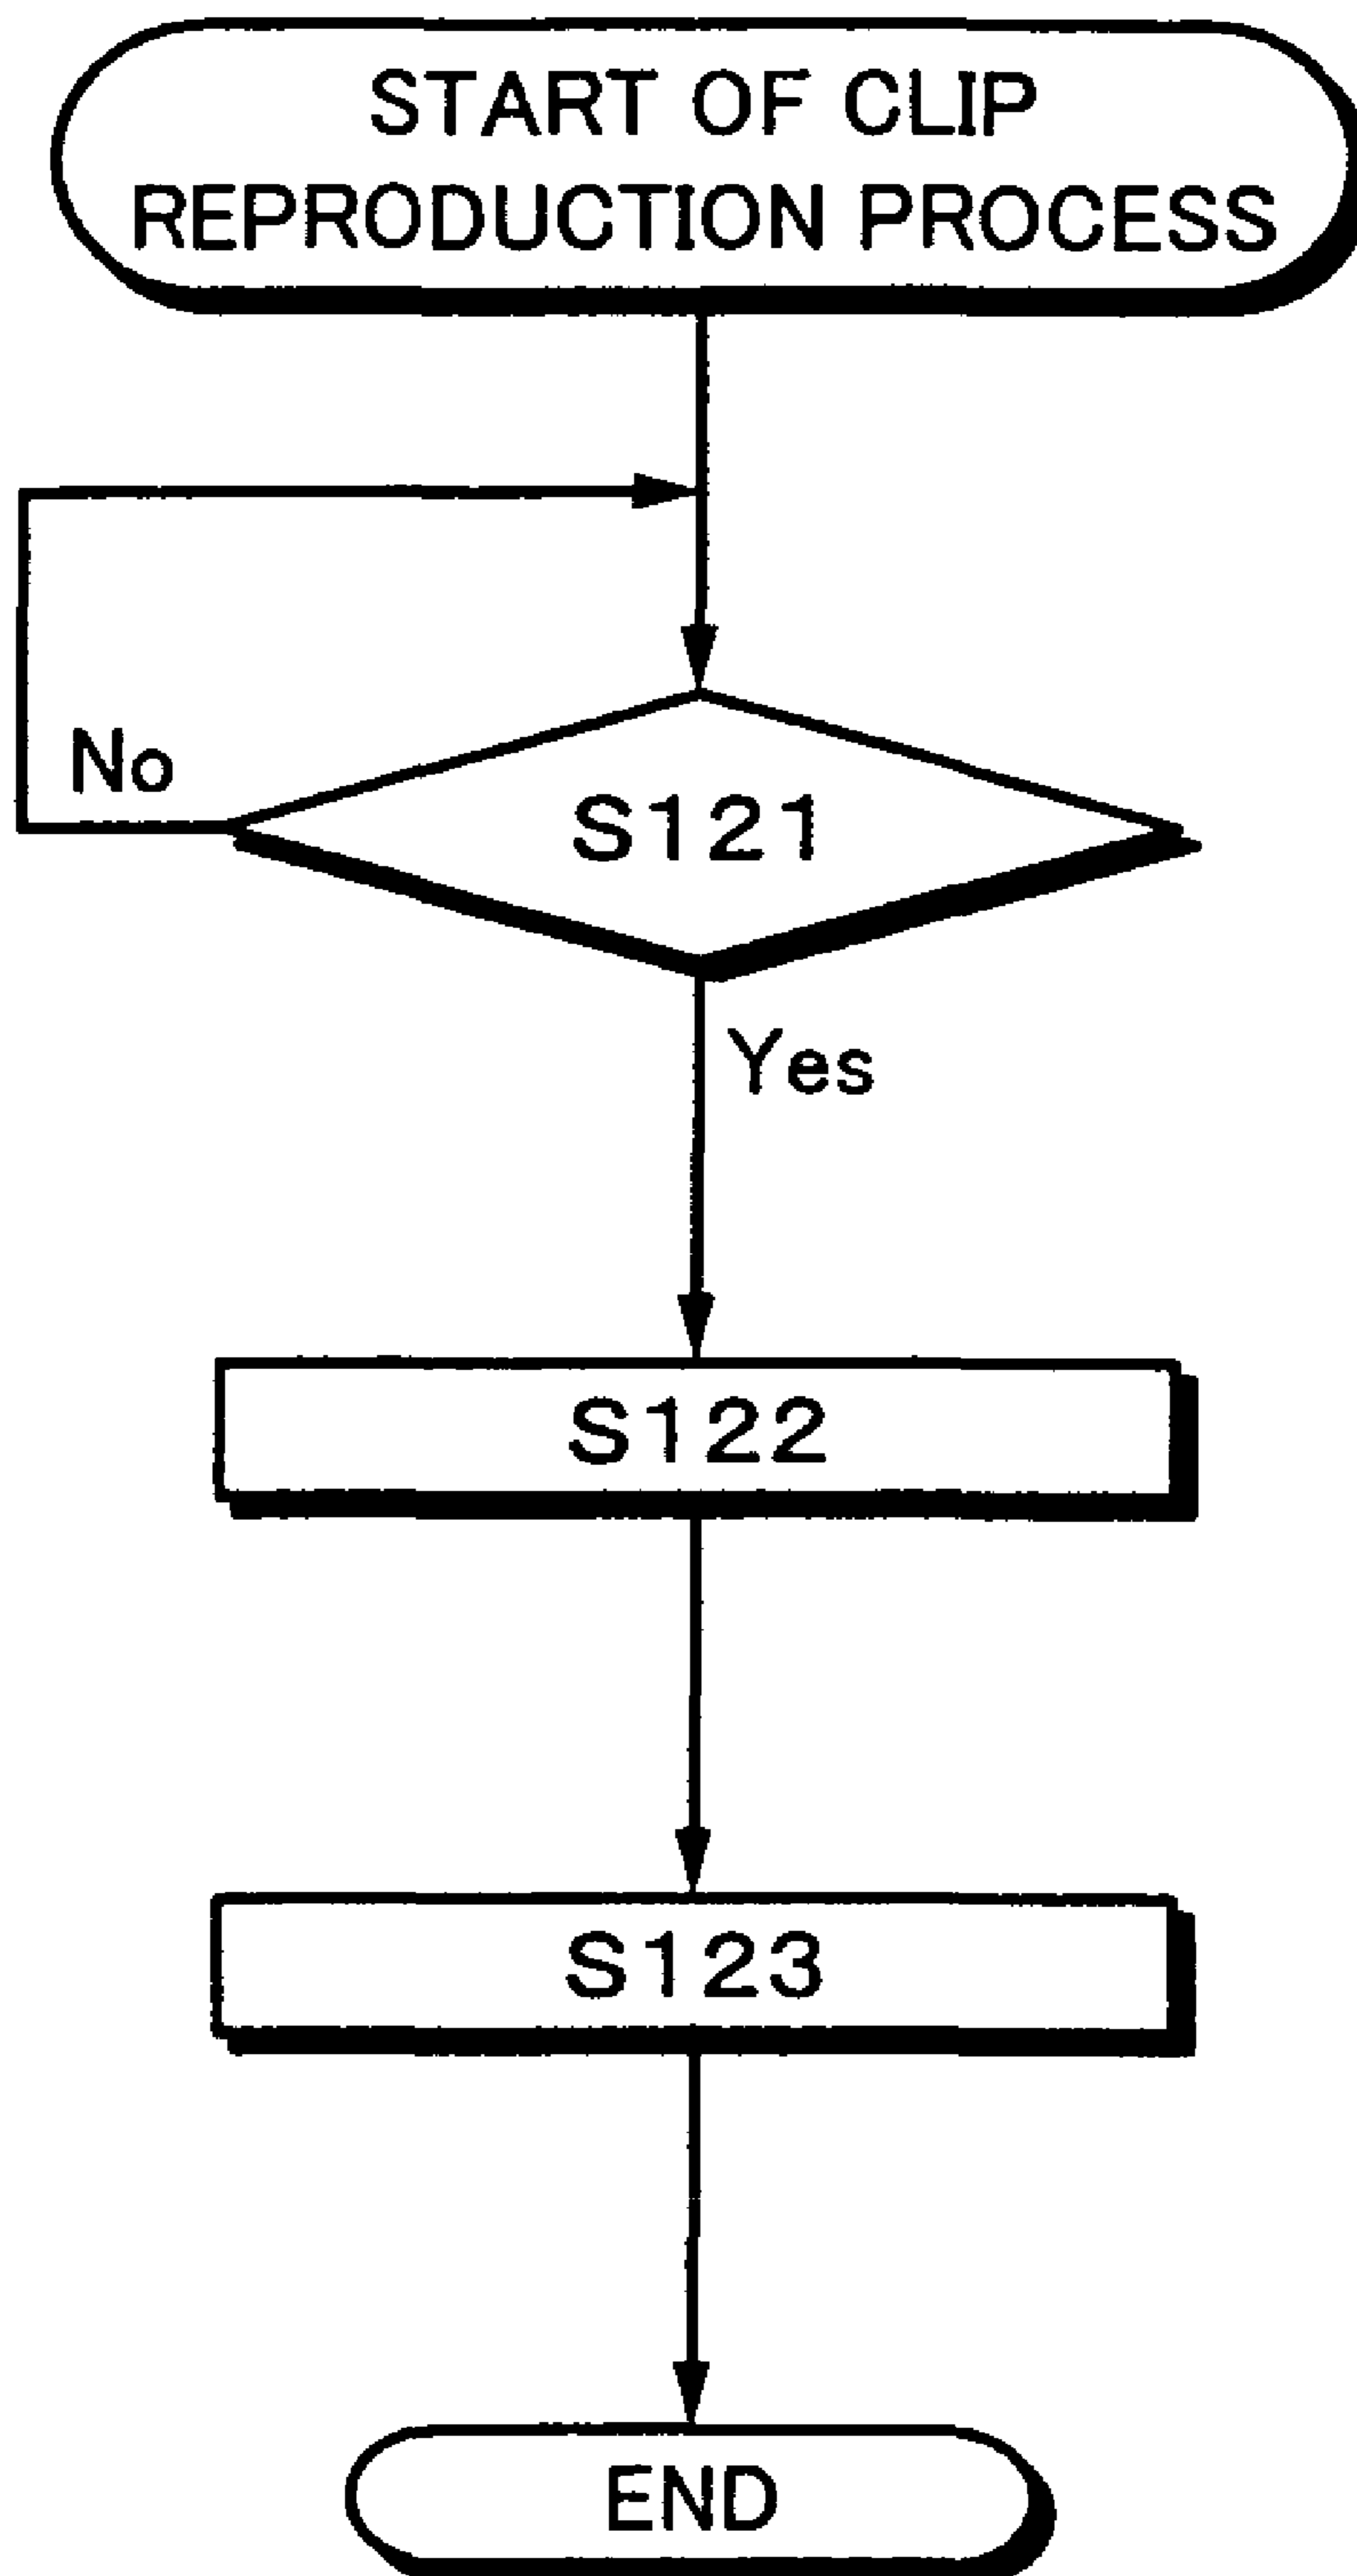 START OF CLIP
REPRODUCTION PROCESS
No
S121
Yes
S122
S123
END